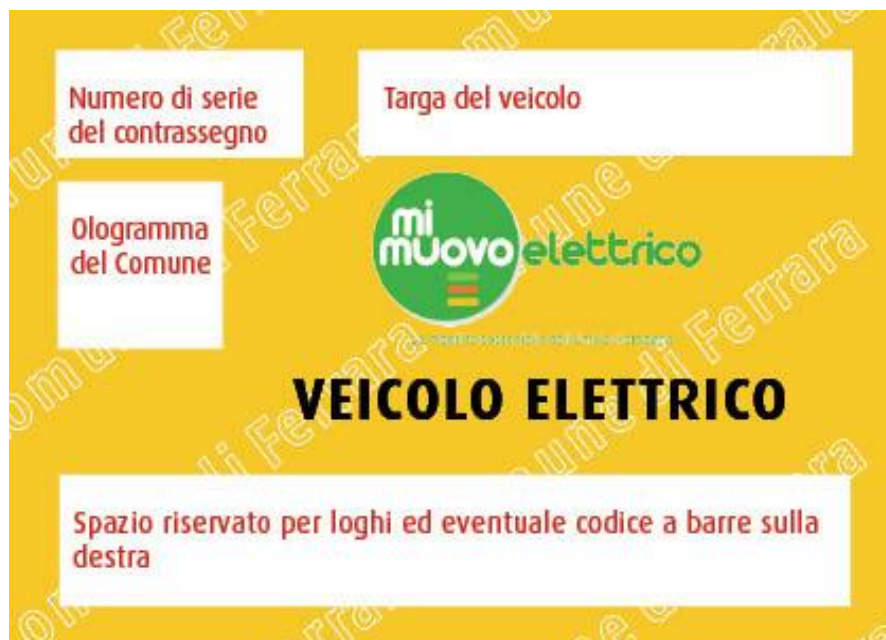 Numero di serie
del contrassegno
Targa del veicolo
Ologramma
del Comune
mi
muovo elettrico
VEICOLO ELETTRICO
Spazio riservato per loghi ed eventuale codice a barre sulla
destra
Comune di Ferrara